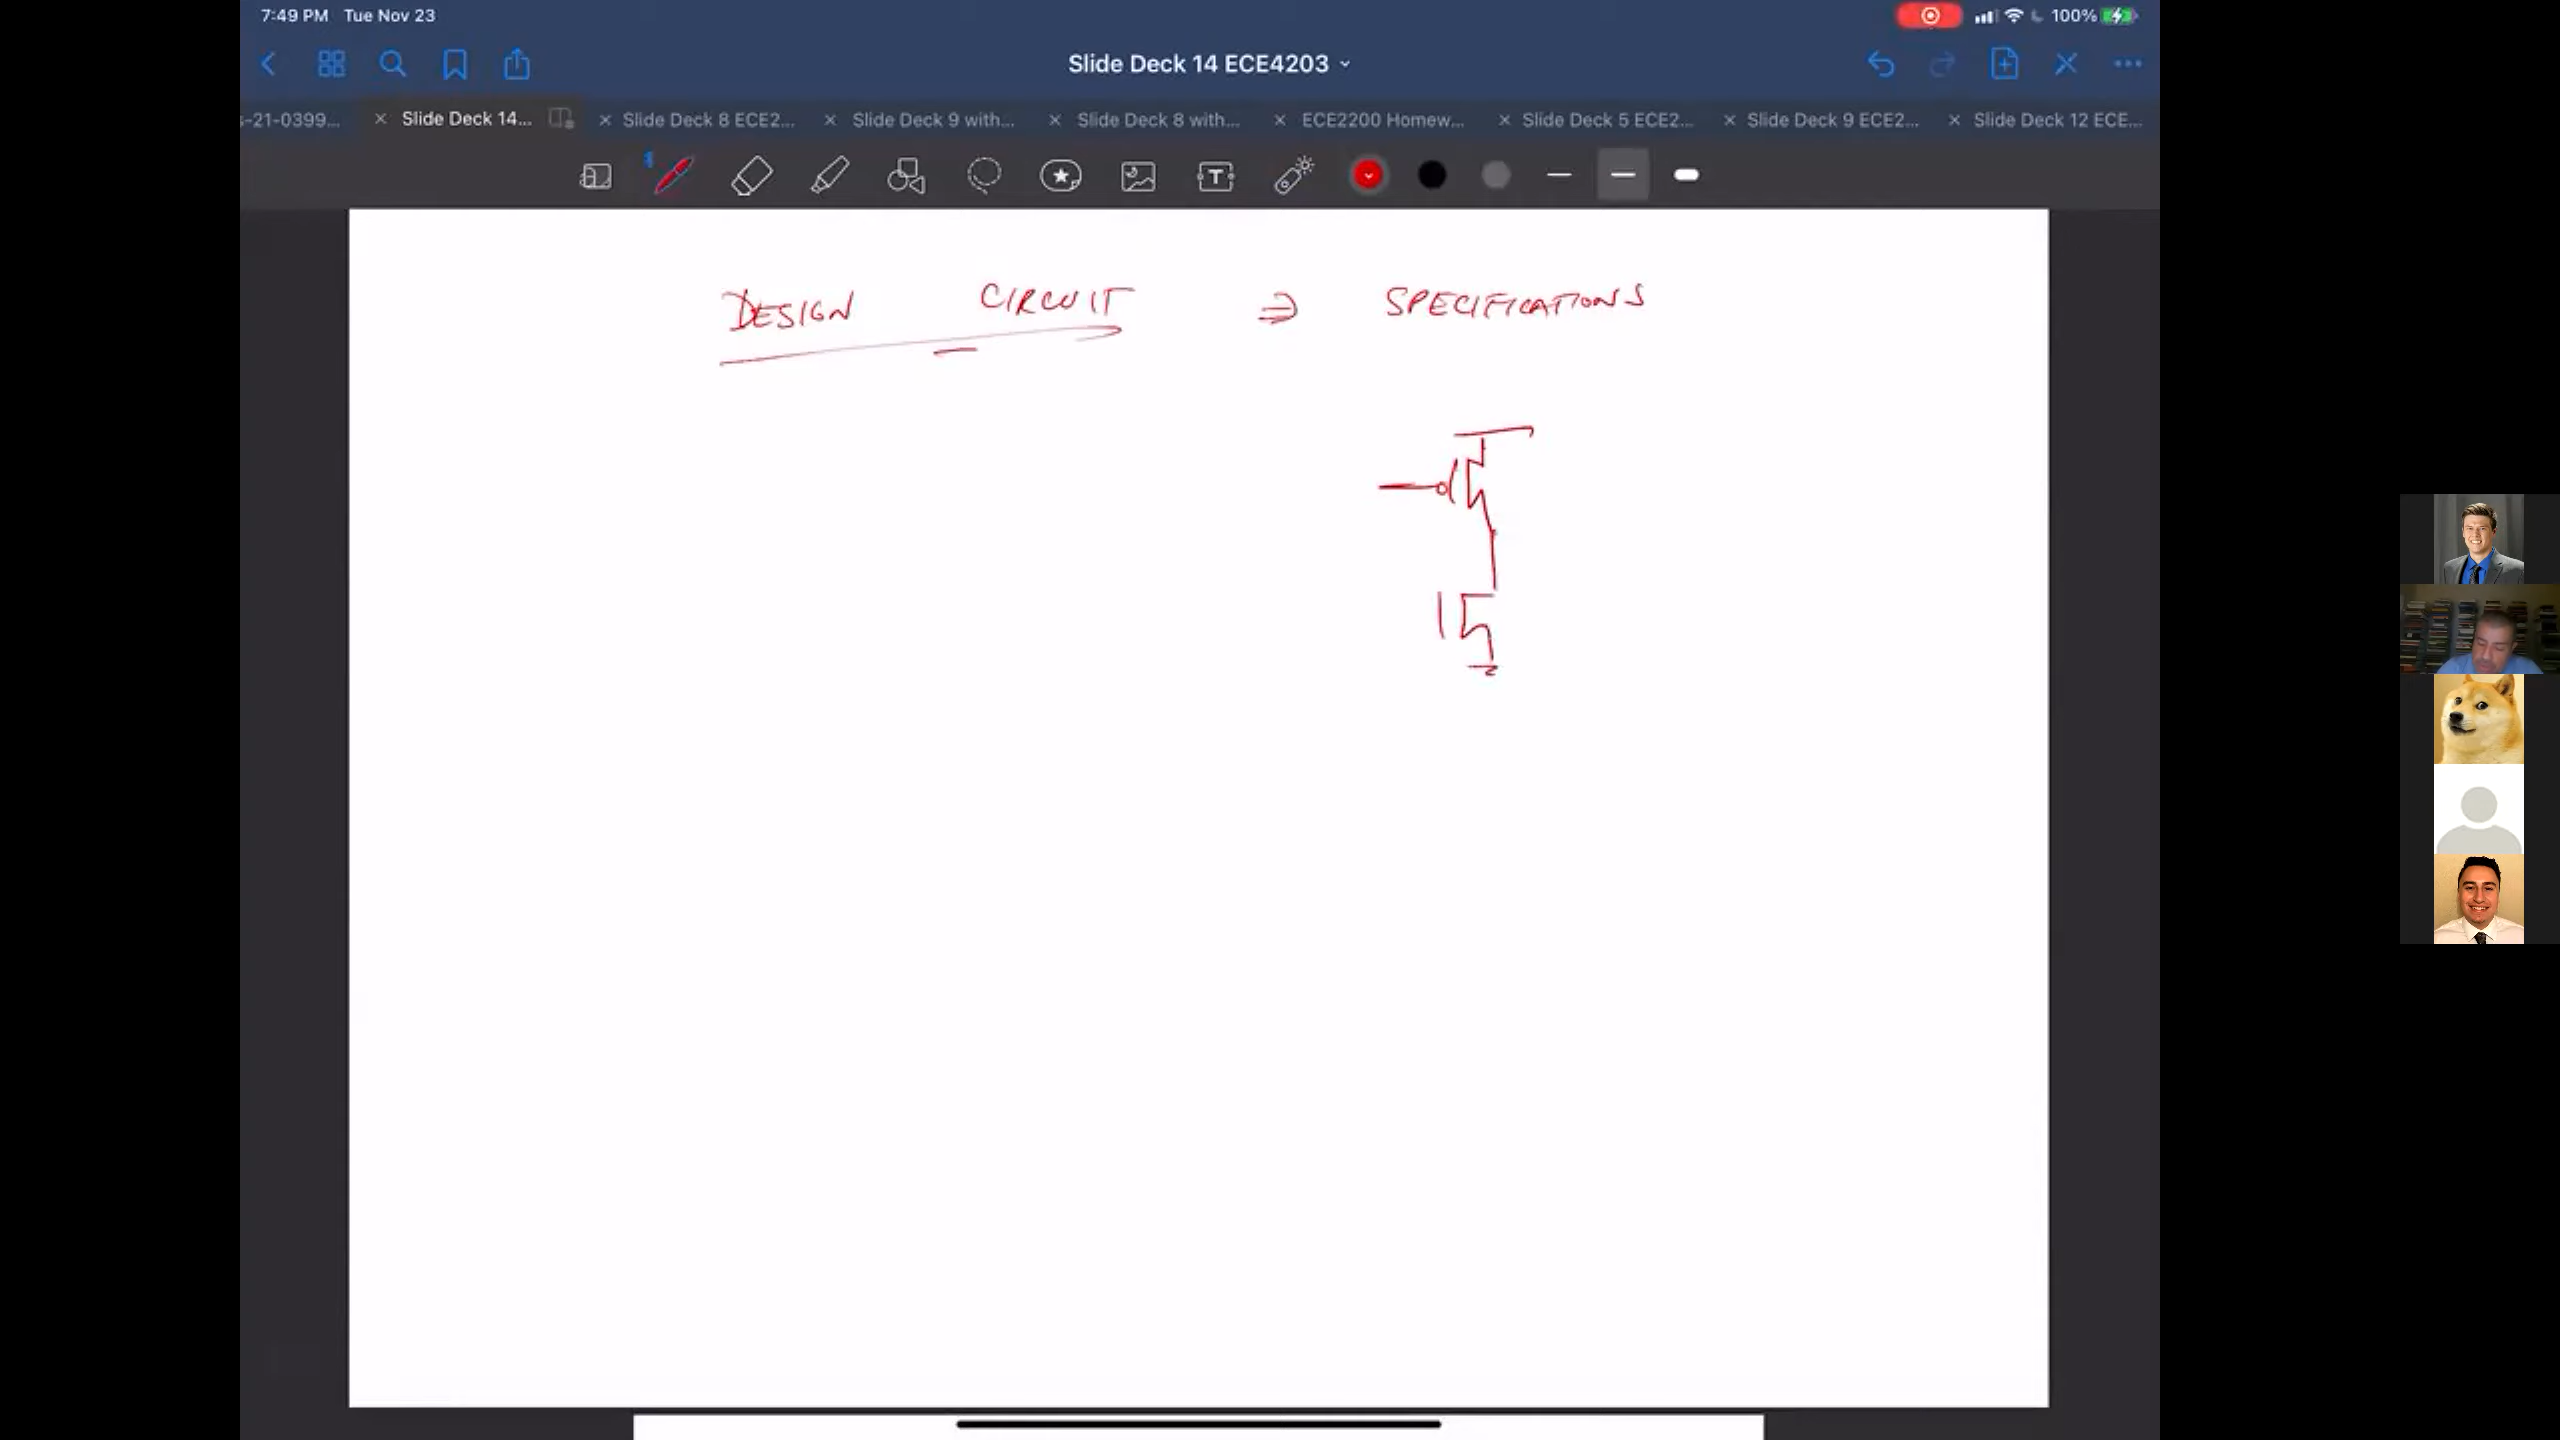 7:49 PM Tue Nov 23
100%
Slide Deck 14 ECE4203
s-21-0399...
Slide Deck 14...
Slide Deck 8 ECE2...
Slide Deck 9 with...
Slide Deck 8 with...
ECE2200 Homew...
Slide Deck 5 ECE2...
Slide Deck 9 ECE2...
Slide Deck 12 ECE...
T
DESIGN CIRCUIT ⇒ SPECIFICATIONS